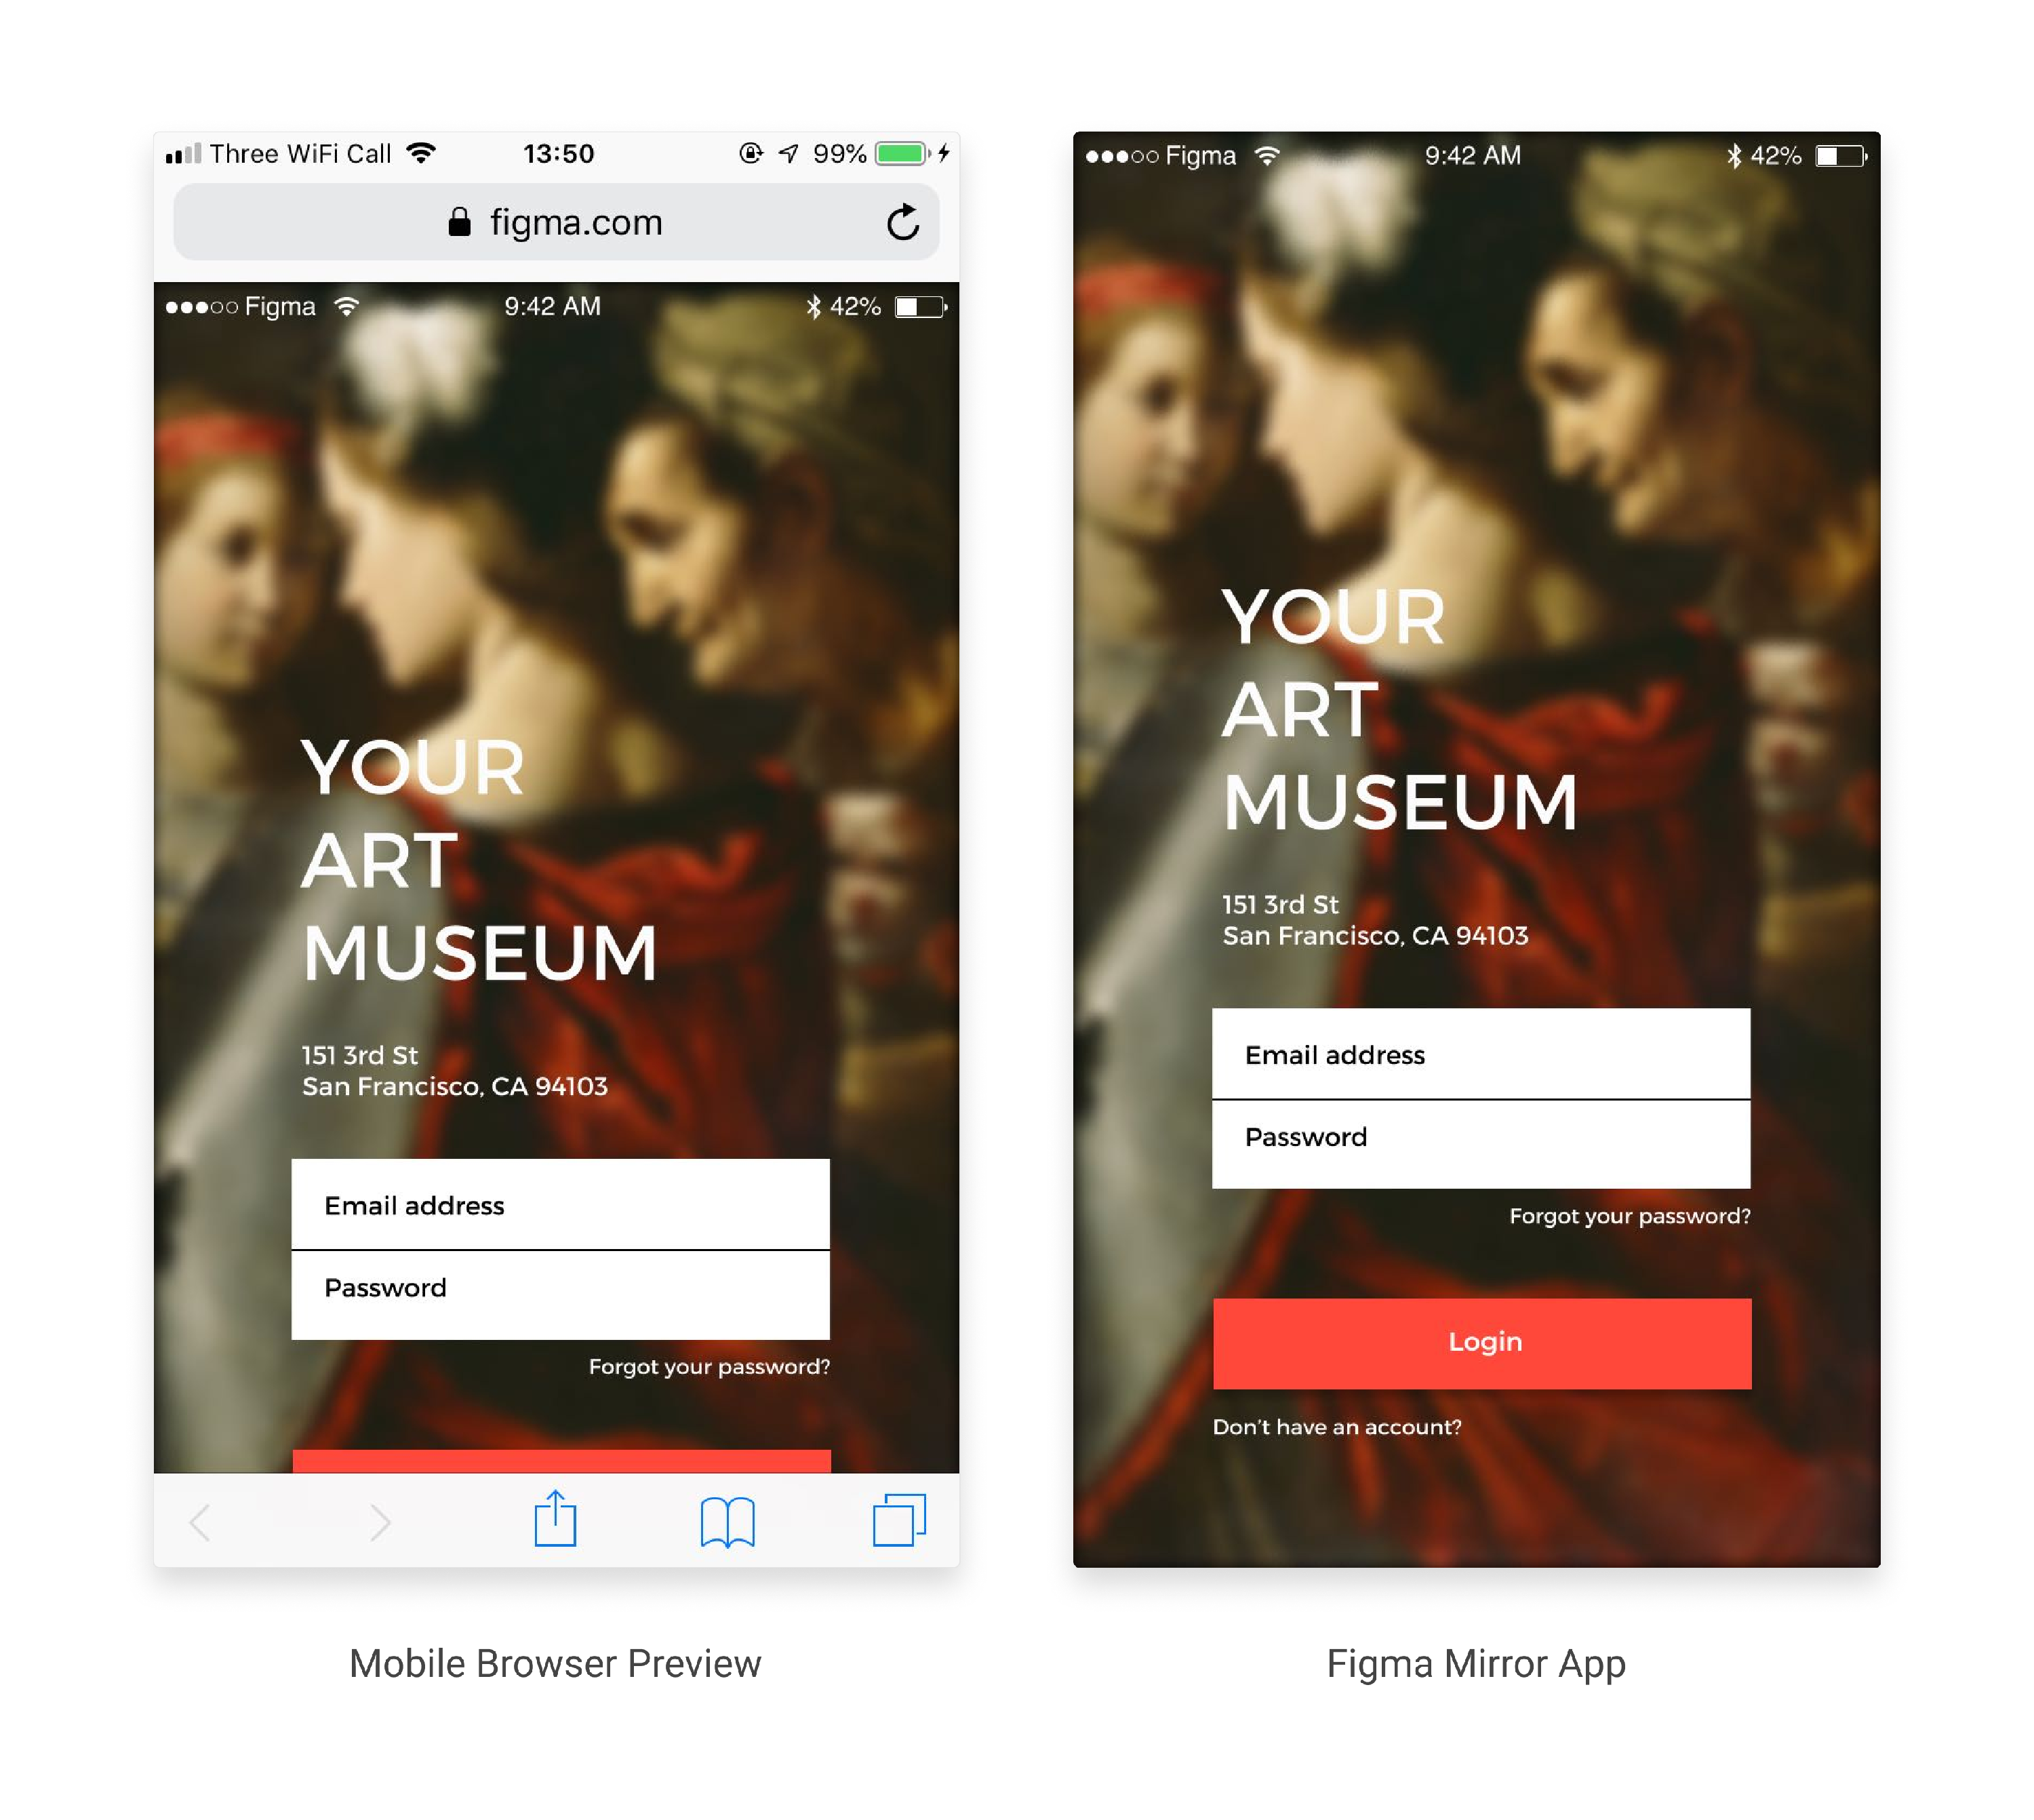 Three WiFi Call 13:50 99%
figma.com
Figma 9:42 AM 42%
YOUR
ART
MUSEUM
151 3rd St
San Francisco, CA 94103
Email address
Password
Forgot your password?
Mobile Browser Preview
Figma 9:42 AM 42%
YOUR
ART
MUSEUM
151 3rd St
San Francisco, CA 94103
Email address
Password
Forgot your password?
Login
Don't have an account?
Figma Mirror App